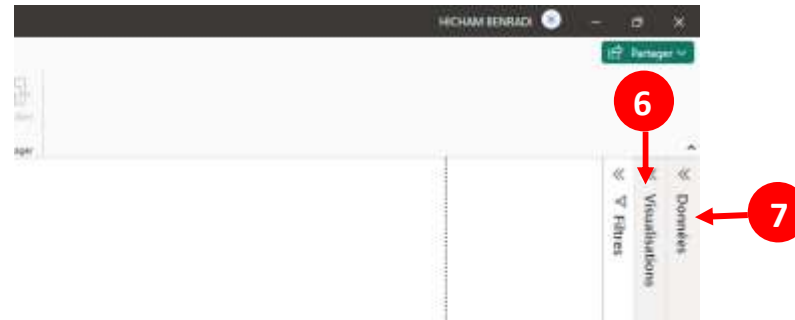 HICHAM BENRADI
Partager
6
Filtres
Visualisations
Données
7